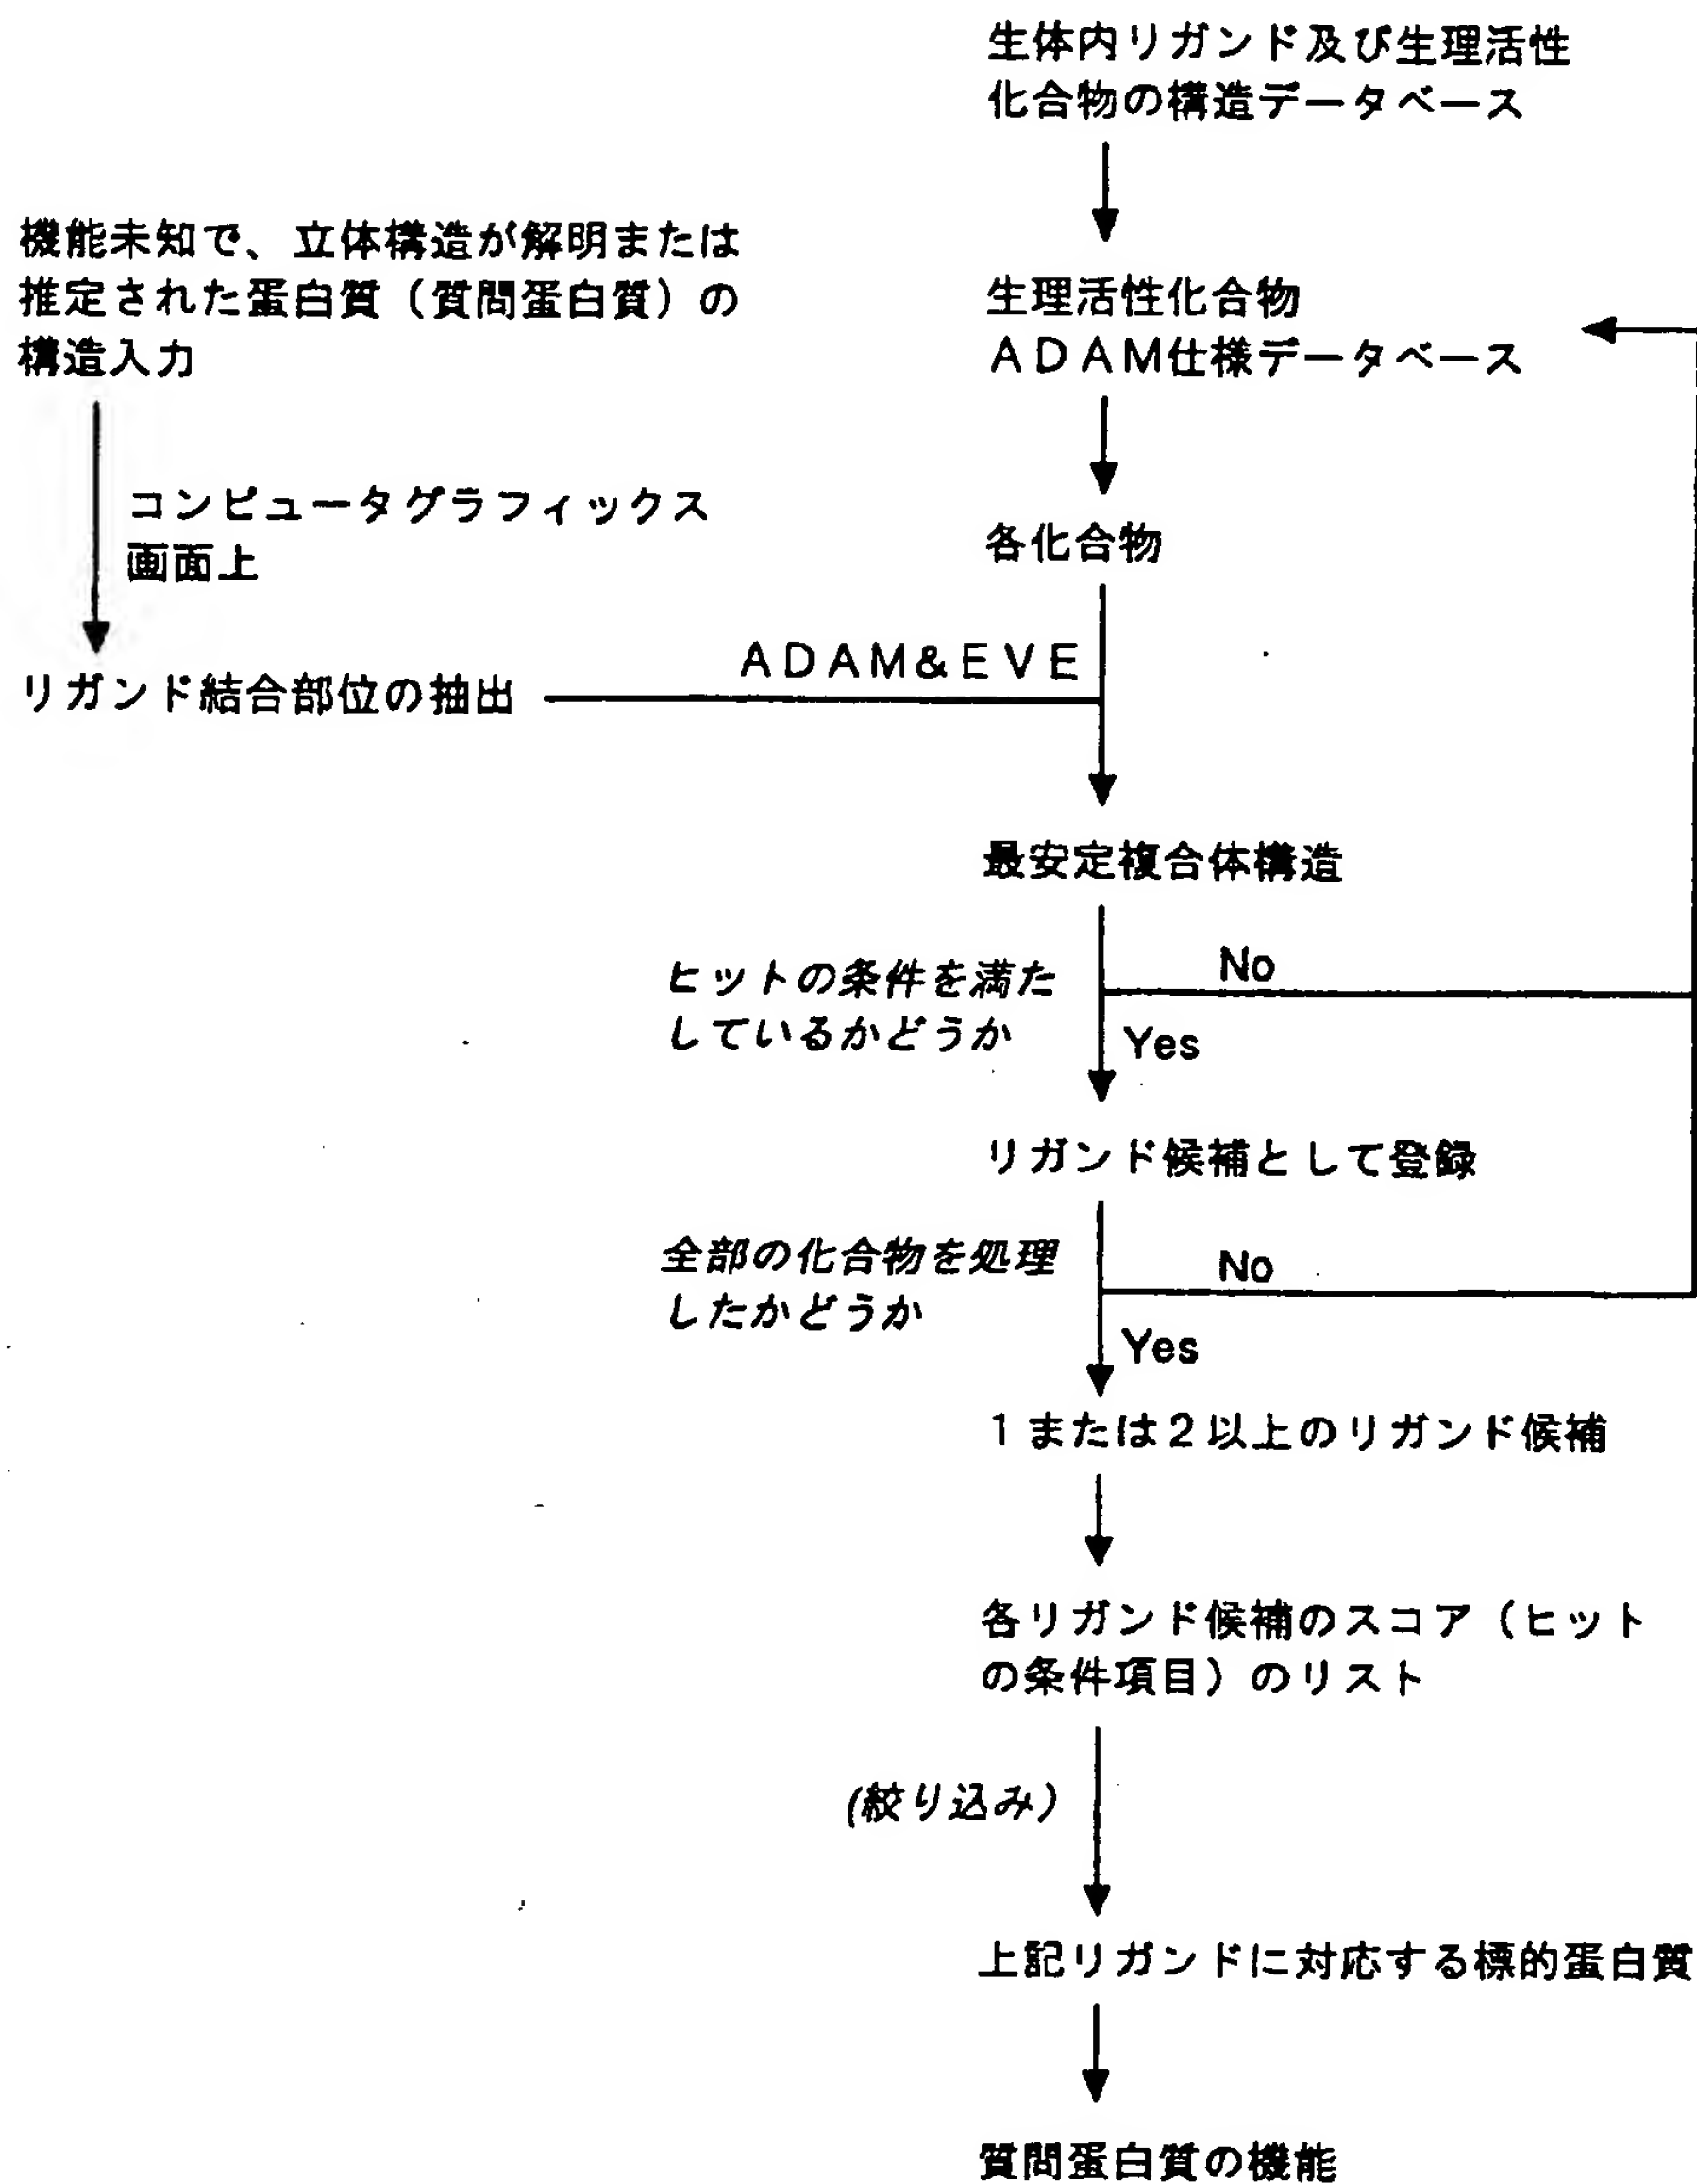 生体内リガンド及び生理活性
化合物の構造データベース
機能未知で、立体構造が解明または
推定された蛋白質（質問蛋白質）の
構造入力
生理活性化合物
ＡＤＡＭ仕様データベース
コンピュータグラフィックス
画面上
各化合物
ＡＤＡＭ＆ＥＶＥ
リガンド結合部位の抽出
最安定複合体構造
ヒットの条件を満た
しているかどうか
No
Yes
リガンド候補として登録
全部の化合物を処理
したかどうか
No
Yes
１または２以上のリガンド候補
各リガンド候補のスコア（ヒット
の条件項目）のリスト
(絞り込み）
上記リガンドに対応する標的蛋白質
質問蛋白質の機能